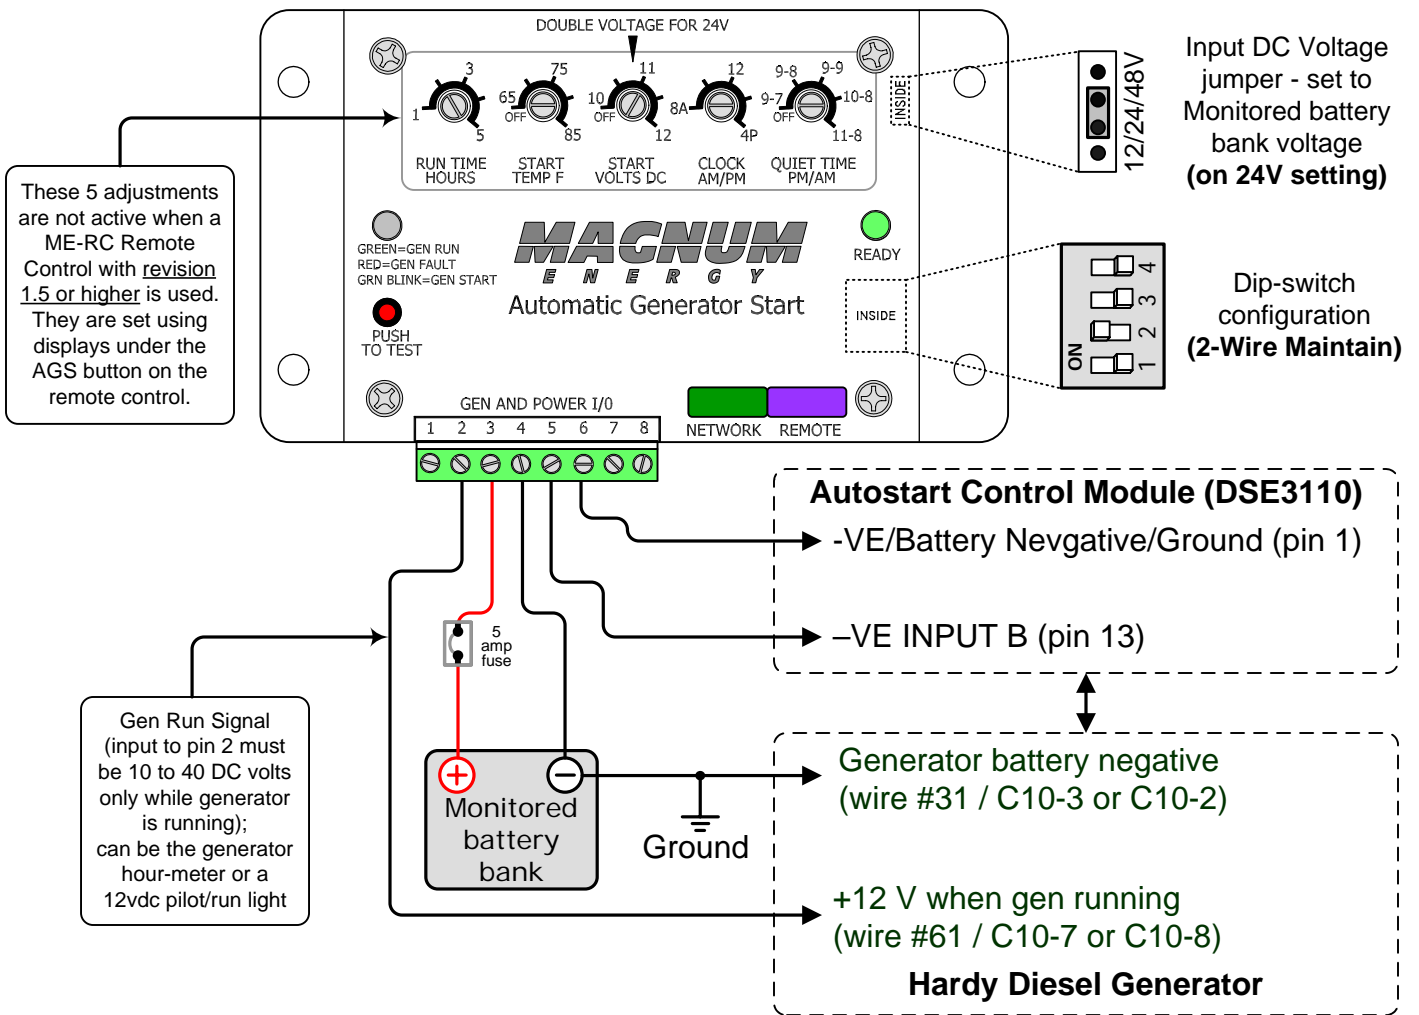 DOUBLE VOLTAGE FOR 24V
1 3 5
65 75 85 OFF
10 11 12 OFF
8A 12 4P
9-7 9-8 9-9 10-8 11-8 OFF
RUN TIME
HOURS
START
TEMP F
START
VOLTS DC
CLOCK
AM/PM
QUIET TIME
PM/AM
INSIDE
12/24/48V
Input DC Voltage
jumper - set to
Monitored battery
bank voltage
(on 24V setting)
These 5 adjustments
are not active when a
ME-RC Remote
Control with revision
1.5 or higher is used.
They are set using
displays under the
AGS button on the
remote control.
GREEN=GEN RUN
RED=GEN FAULT
GRN BLINK=GEN START
PUSH
TO TEST
MAGNUM
ENERGY
Automatic Generator Start
READY
INSIDE
ON
1 2 3 4
Dip-switch
configuration
(2-Wire Maintain)
GEN AND POWER I/0
1 2 3 4 5 6 7 8
NETWORK REMOTE
Autostart Control Module (DSE3110)
-VE/Battery Nevgative/Ground (pin 1)
–VE INPUT B (pin 13)
5
amp
fuse
Gen Run Signal
(input to pin 2 must
be 10 to 40 DC volts
only while generator
is running);
can be the generator
hour-meter or a
12vdc pilot/run light
+ −
Monitored
battery
bank
Ground
Generator battery negative
(wire #31 / C10-3 or C10-2)
+12 V when gen running
(wire #61 / C10-7 or C10-8)
Hardy Diesel Generator